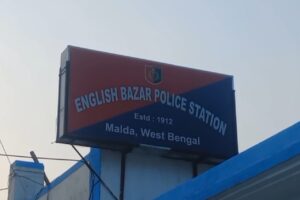 ENGLISH BAZAR POLICE STATION
Estd : 1912
Malda, West Bengal